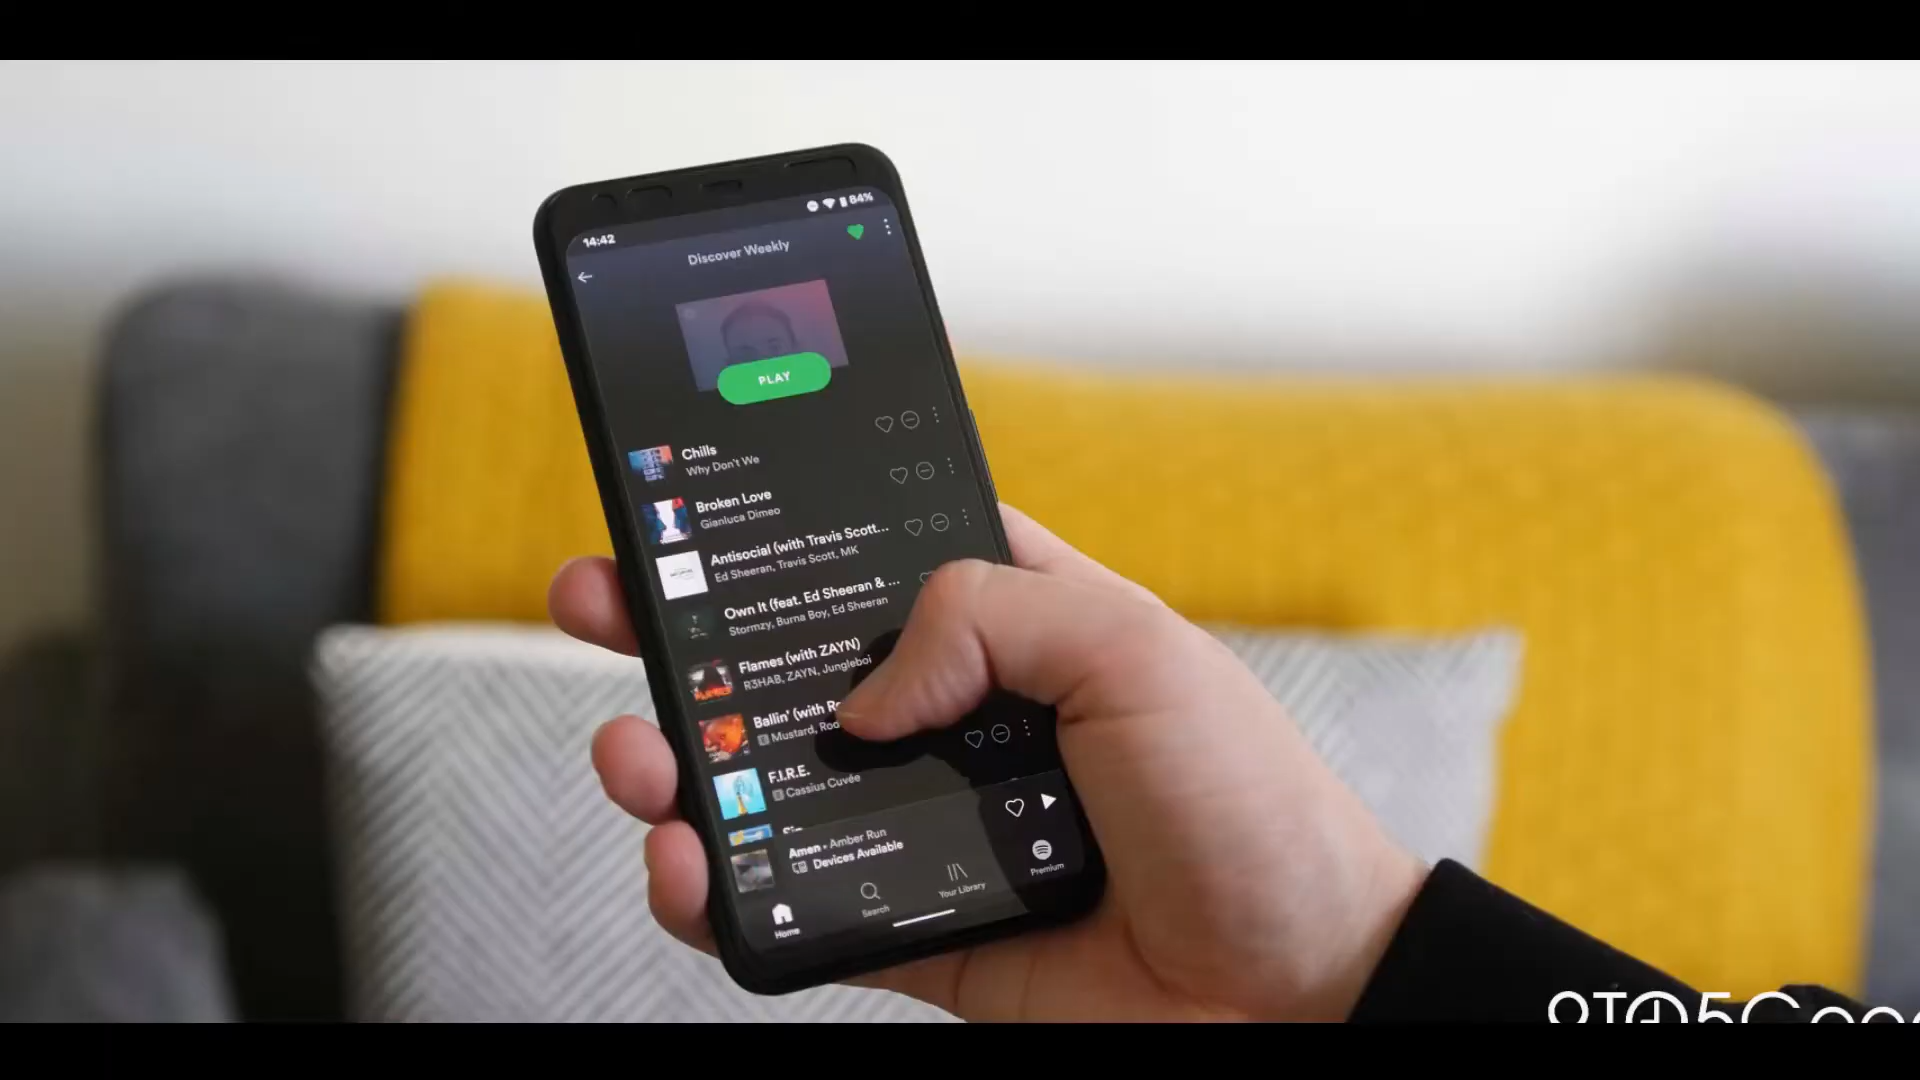 14:42
84%
Discover Weekly
PLAY
Chills
Why Don't We
Broken Love
Gianluca Dimeo
Antisocial (with Travis Scott...
Ed Sheeran, Travis Scott, MK
Own It (feat. Ed Sheeran & ...
Stormzy, Burna Boy, Ed Sheeran
Flames (with ZAYN)
R3HAB, ZAYN, Jungleboi
FLAMES
Ballin' (with
E Mustard,
F.I.R.E.
E Cassius Cuvée
Amen • Amber Run
Devices Available
Home
Search
Your Library
Premium
9TO5Goo